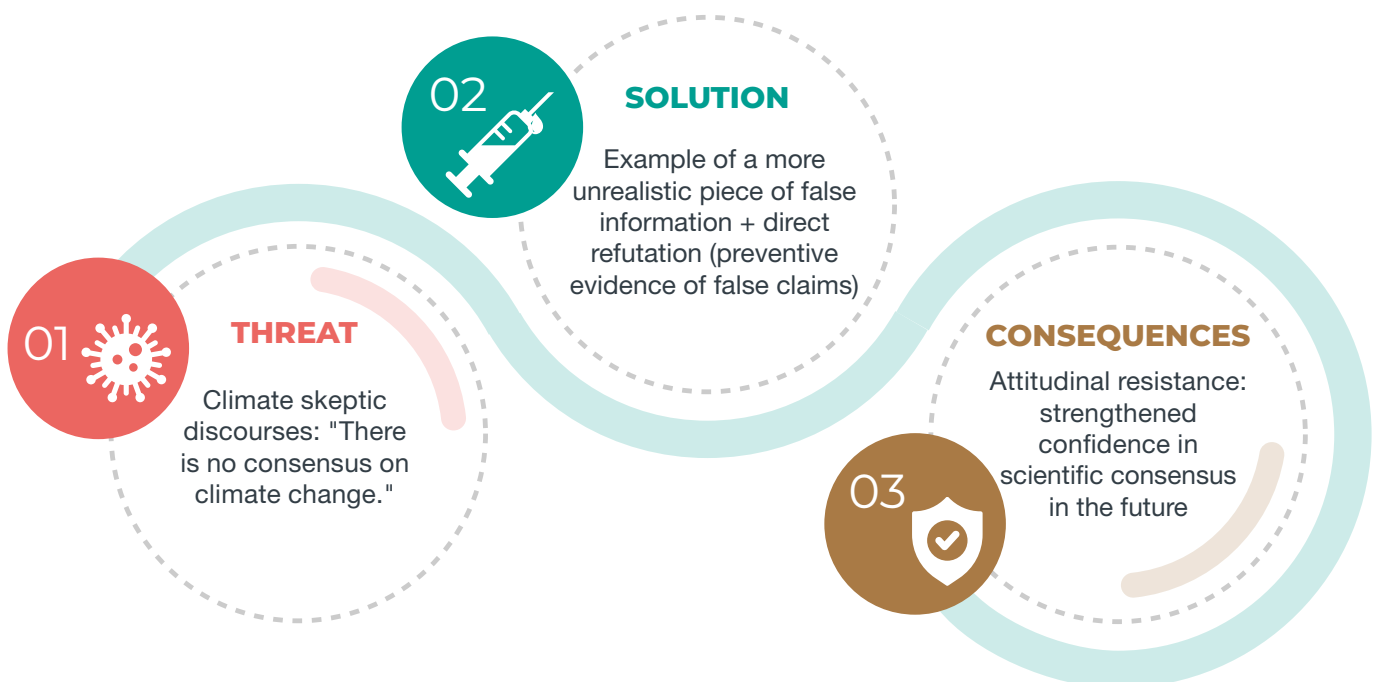 01
THREAT
Climate skeptic
discourses: "There
is no consensus on
climate change."
02
SOLUTION
Example of a more
unrealistic piece of false
information + direct
refutation (preventive
evidence of false claims)
03
CONSEQUENCES
Attitudinal resistance:
strengthened
confidence in
scientific consensus
in the future